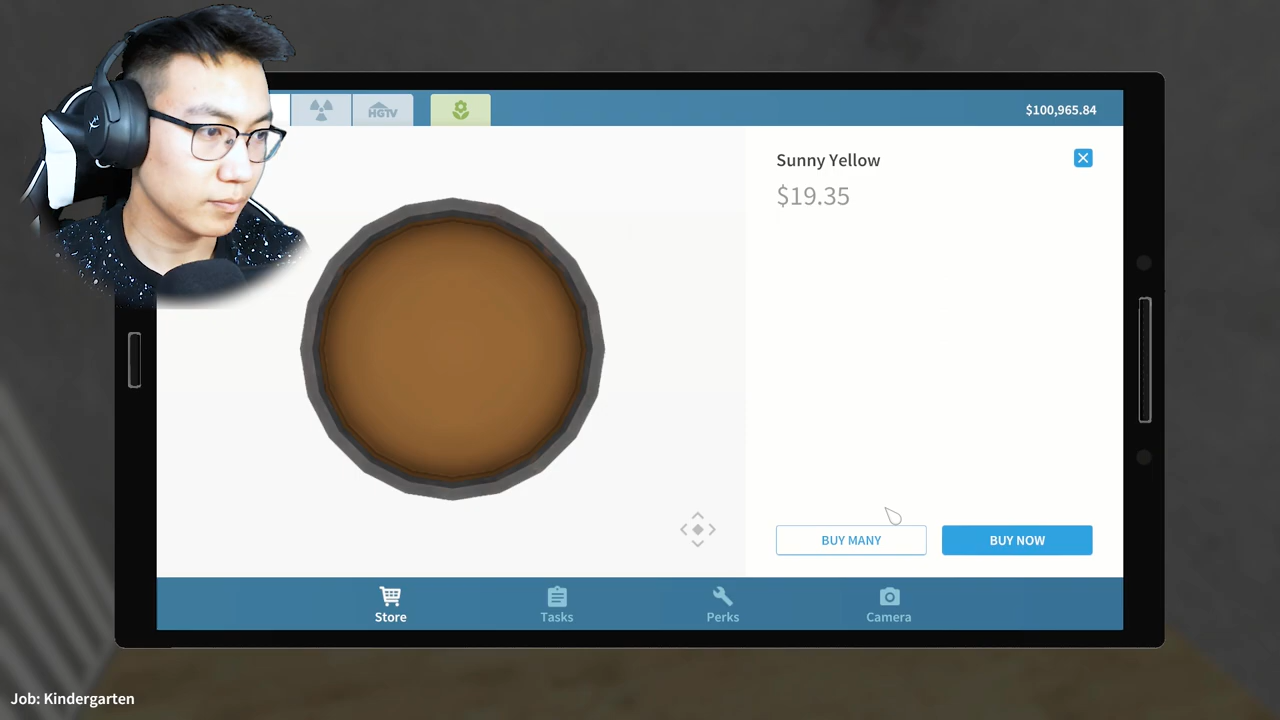 HGTV
$100,965.84
Sunny Yellow
$19.35
BUY MANY
BUY NOW
Store
Tasks
Perks
Camera
Job: Kindergarten